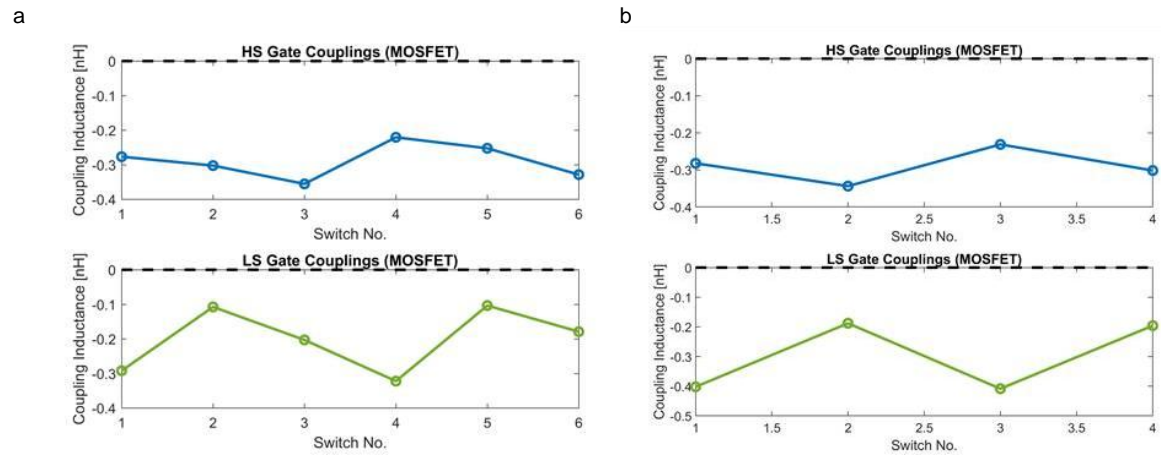 a
HS Gate Couplings (MOSFET)
Coupling Inductance [nH]
0
-0.1
-0.2
-0.3
-0.4
1 2 3 4 5 6
Switch No.
LS Gate Couplings (MOSFET)
Coupling Inductance [nH]
0
-0.1
-0.2
-0.3
-0.4
1 2 3 4 5 6
Switch No.
b
HS Gate Couplings (MOSFET)
Coupling Inductance [nH]
0
-0.1
-0.2
-0.3
-0.4
1 1.5 2 2.5 3 3.5 4
Switch No.
LS Gate Couplings (MOSFET)
Coupling Inductance [nH]
0
-0.1
-0.2
-0.3
-0.4
-0.5
1 1.5 2 2.5 3 3.5 4
Switch No.